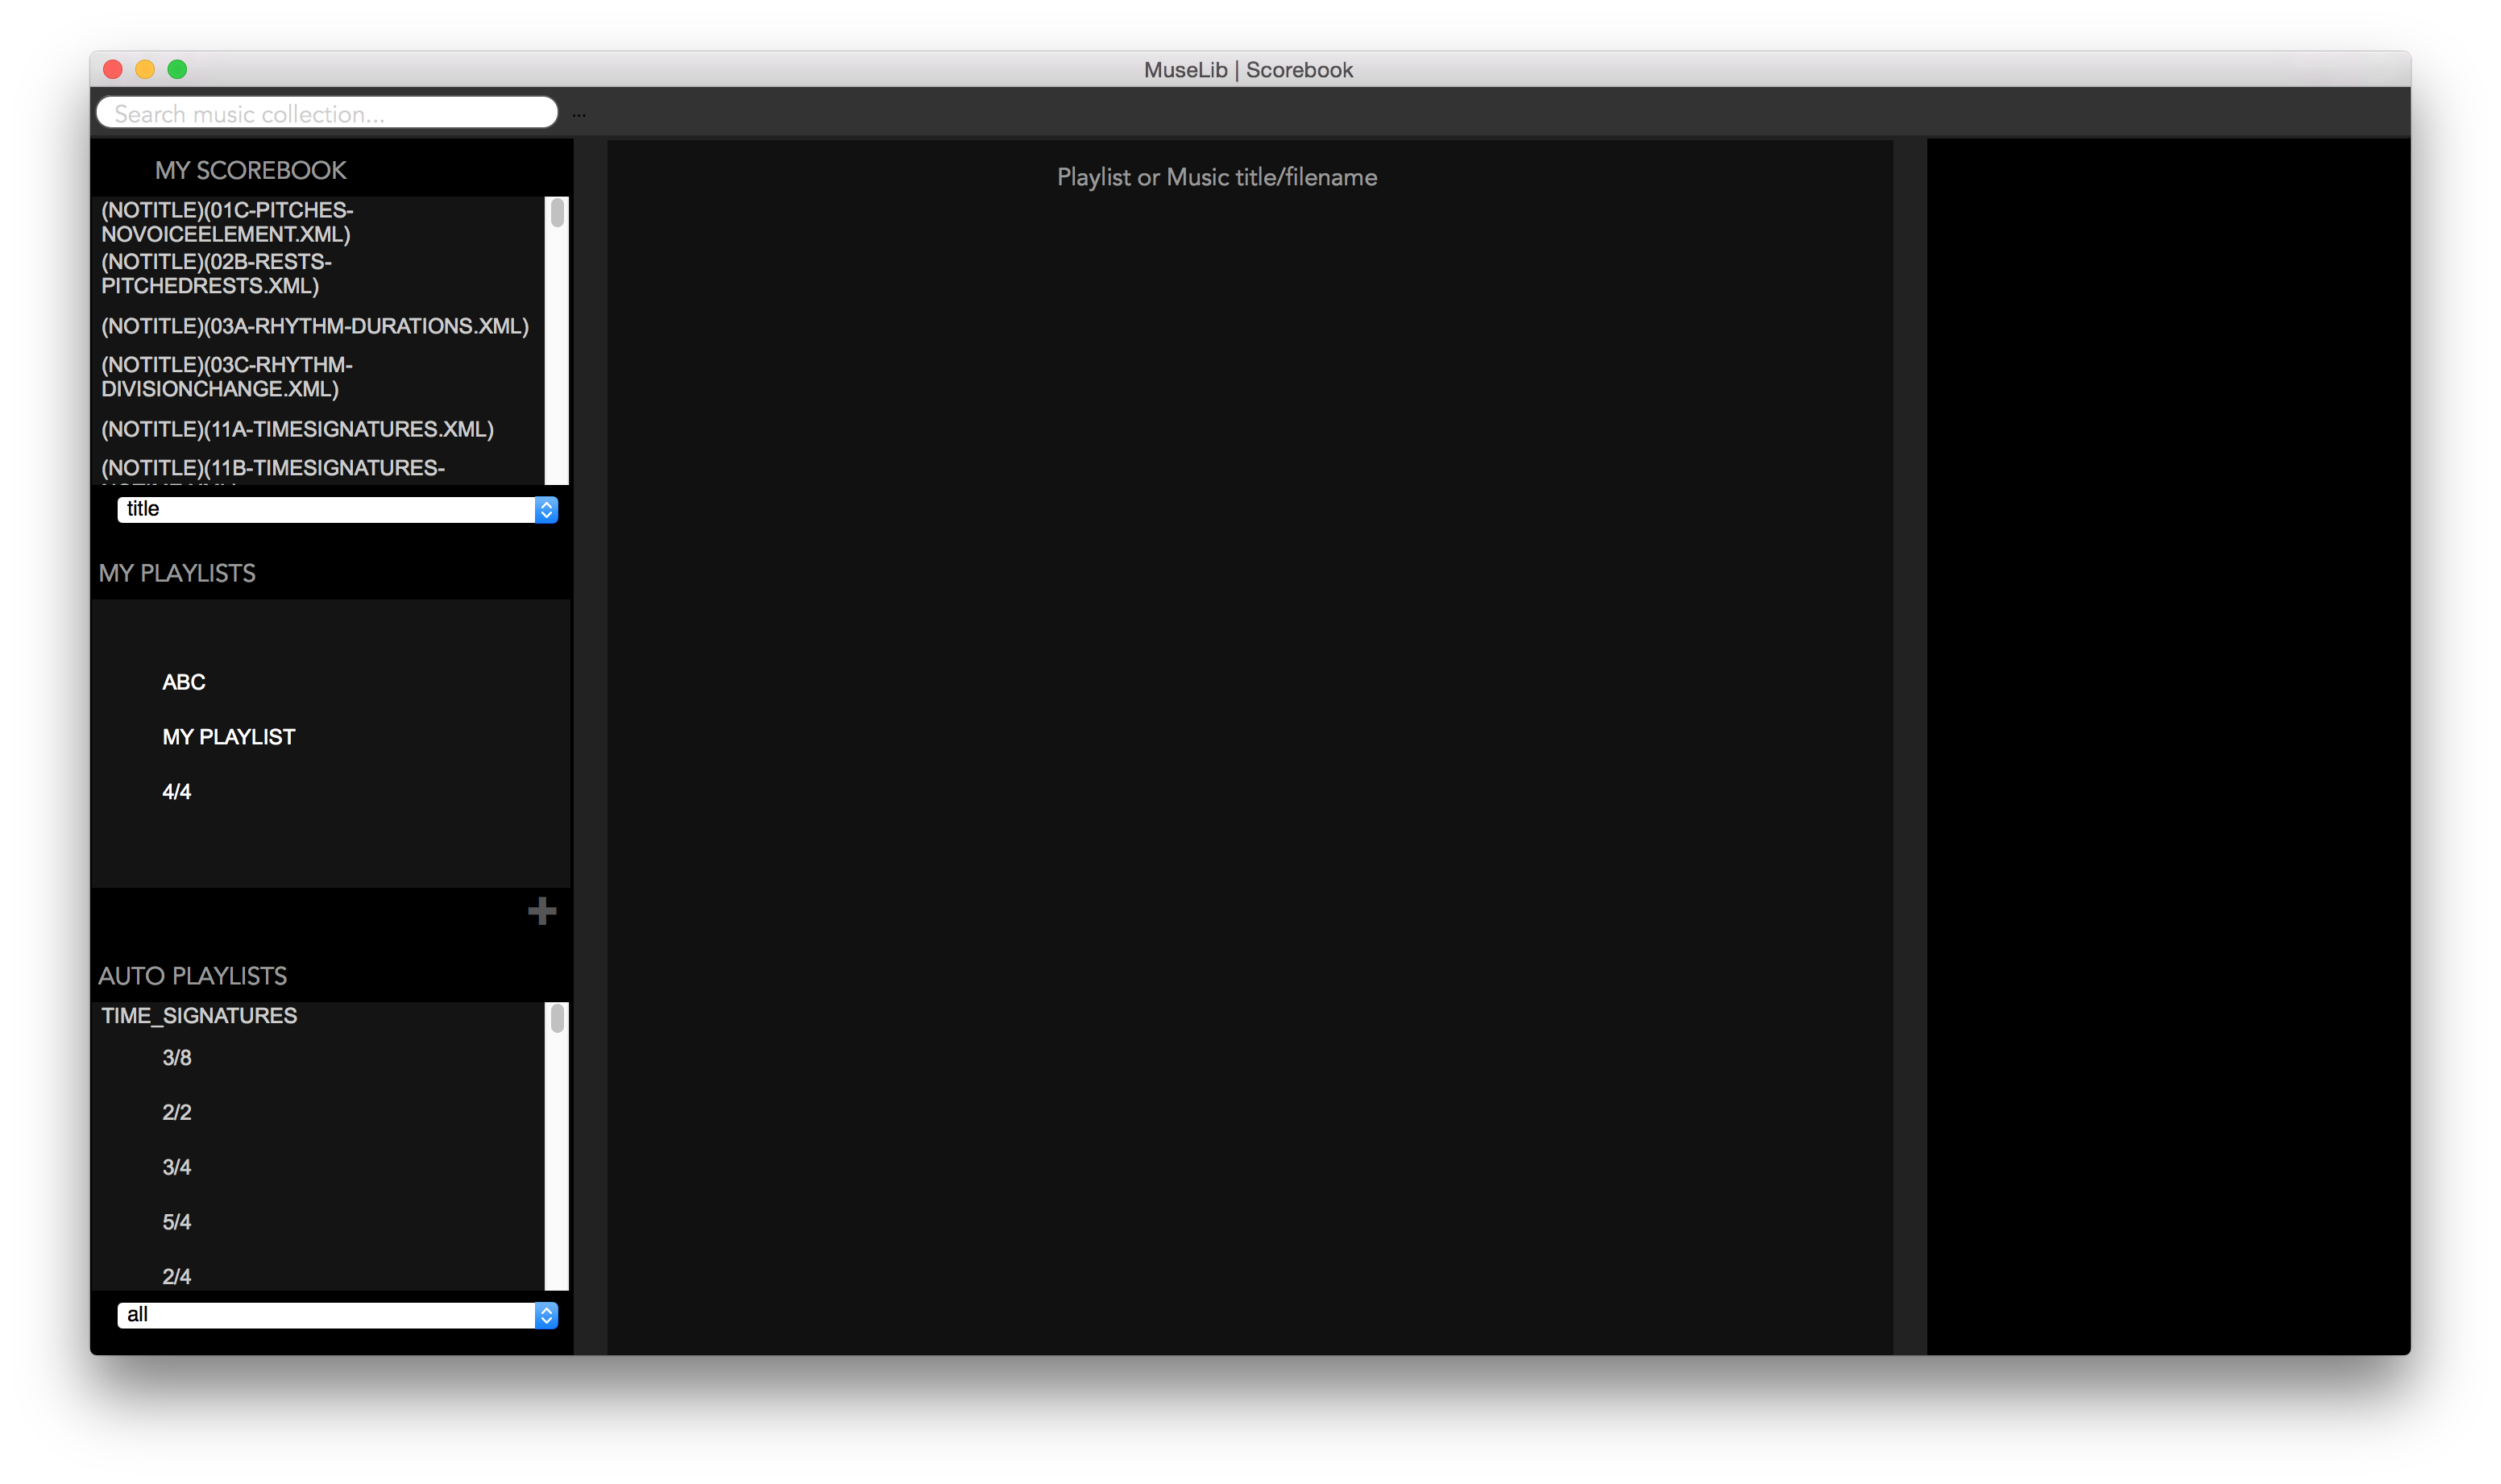 MuseLib | Scorebook
Search music collection...
...
MY SCOREBOOK
(NOTITLE)(01C-PITCHES-
NOVOICEELEMENT.XML)
(NOTITLE)(02B-RESTS-
PITCHEDRESTS.XML)
(NOTITLE)(03A-RHYTHM-DURATIONS.XML)
(NOTITLE)(03C-RHYTHM-
DIVISIONCHANGE.XML)
(NOTITLE)(11A-TIMESIGNATURES.XML)
(NOTITLE)(11B-TIMESIGNATURES-
title
MY PLAYLISTS
ABC
MY PLAYLIST
4/4
AUTO PLAYLISTS
TIME_SIGNATURES
3/8
2/2
3/4
5/4
2/4
all
Playlist or Music title/filename